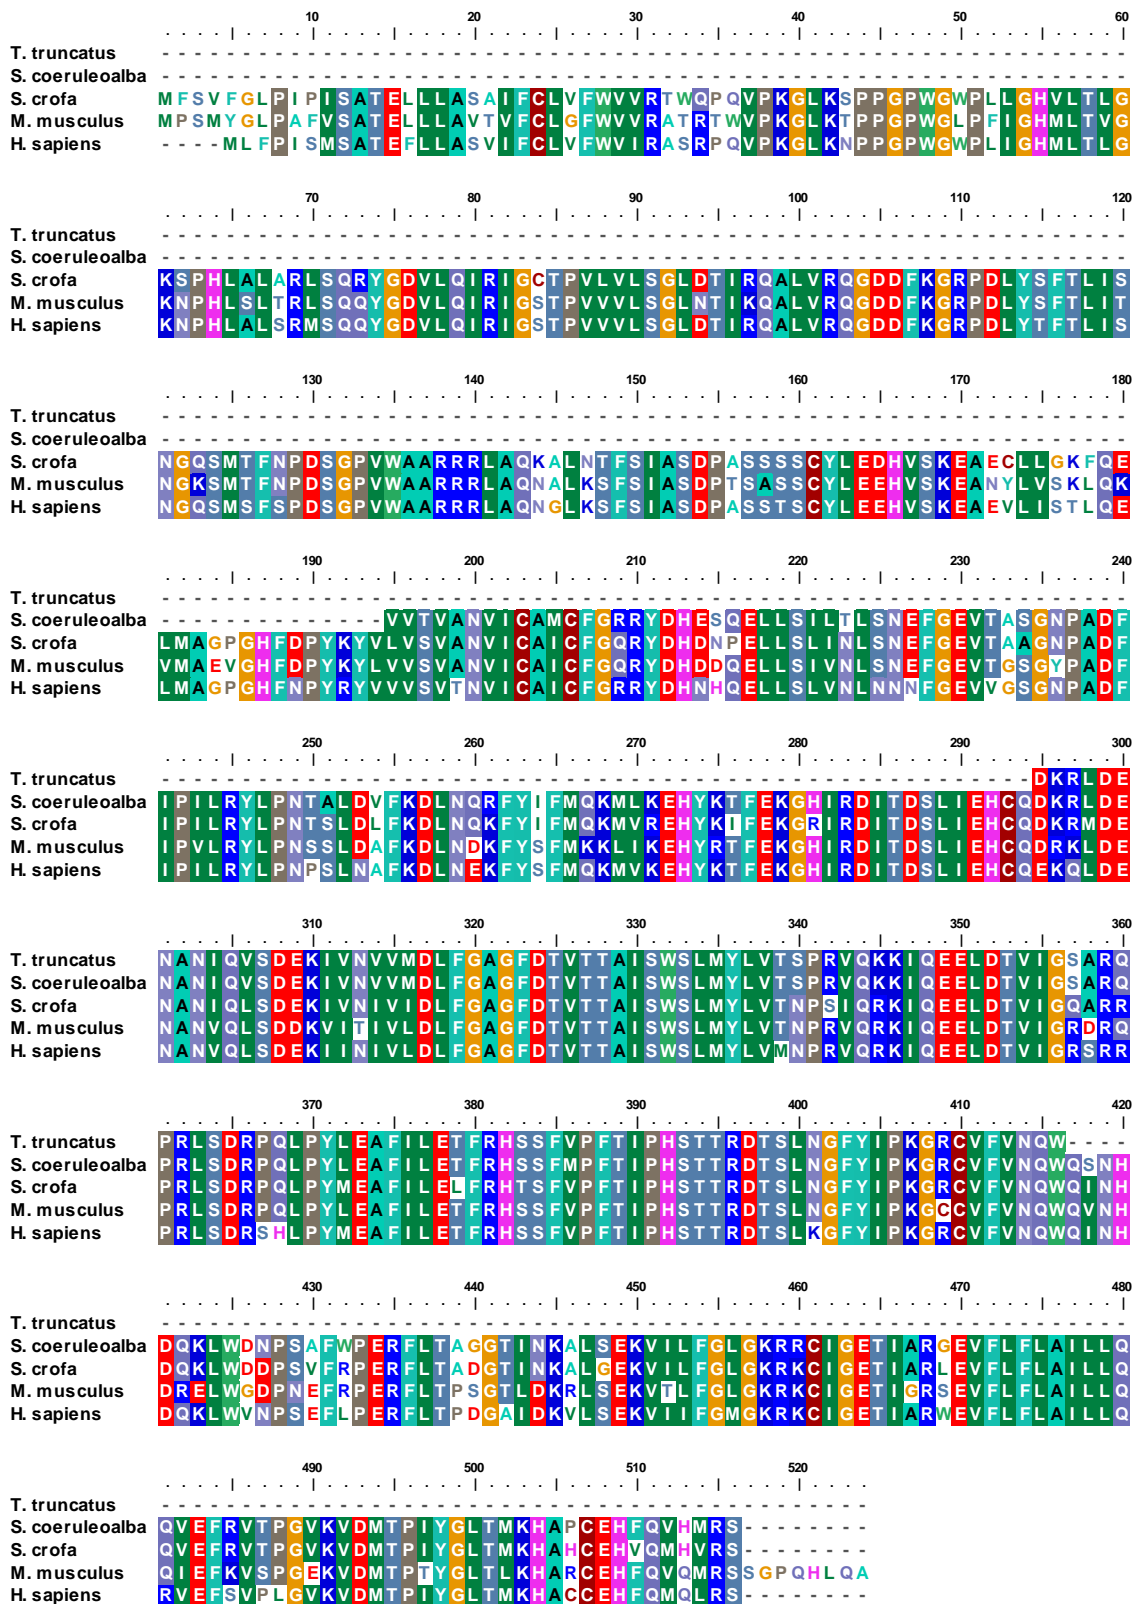 10 20 30 40 50 60
T. truncatus ------------------------------------------------------------
S. coeruleoalba ------------------------------------------------------------
S. crofa MFSVFGLPIPISATELLLASAIFCLVFWVVRTWQPQVPKGLKSPPGPWGWPLLGHVLTLG
M. musculus MPSMYGLPAFVSATELLLAVTVFCLGFWVVRATRTWVPKGLKTPPGPWGLPFIGHMLTVG
H. sapiens ----MLFPISMSATEFLLASVIFCLVFWVIRASRPQVPKGLKNPPGPWGWPLIGHMLTLG
70 80 90 100 110 120
T. truncatus ------------------------------------------------------------
S. coeruleoalba ------------------------------------------------------------
S. crofa KSPHLALARLSQRYGDVLQIRIGCTPVLVLSGLDTIRQALVRQGDDFKGRPDLYSFTLIS
M. musculus KNPHLSLTRLSQQYGDVLQIRIGSTPVVVLSGLNTIKQALVRQGDDFKGRPDLYSFTLIT
H. sapiens KNPHLALSRMSQQYGDVLQIRIGSTPVVVLSGLDTIRQALVRQGDDFKGRPDLYTFTLIS
130 140 150 160 170 180
T. truncatus ------------------------------------------------------------
S. coeruleoalba ------------------------------------------------------------
S. crofa NGQSMTFNPDSGPVWAARRRLAQKALNTFSIASDPASSSSCYLEDHVSKEAECLLGKFQE
M. musculus NGKSMTFNPDSGPVWAARRRLAQNALKSFSIASDPTSASSCYLEEHVSKEANYLVSKLQK
H. sapiens NGQSMSFSPDSGPVWAARRRLAQNGLKSFSIASDPASSTSCYLEEHVSKEAEVLISTLQE
190 200 210 220 230 240
T. truncatus ------------------------------------------------------------
S. coeruleoalba --------------VVTVANVICAMCFGRRYDHESQELLSILTLSNEFGEVTASGNPADF
S. crofa LMAGPGHFDPYKYVLVSVANVICAICFGQRYDHDNPELLSLINLSNEFGEVTAAGNPADF
M. musculus VMAEVGHFDPYKYLVVSVANVICAICFGQRYDHDDQELLSIVNLSNEFGEVTGSGYPADF
H. sapiens LMAGPGHFNPYRYVVVSVTNVICAICFGRRYDHNHQELLSLVNLNNNFGEVVGSGNPADF
250 260 270 280 290 300
T. truncatus ------------------------------------------------------DKRLDE
S. coeruleoalba IPILRYLPNTALDVFKDLNQRFYIFMQKMLKEHYKTFEKGHIRDITDSLIEHCQDKRLDE
S. crofa IPILRYLPNTSLDLFKDLNQKFYIFMQKMVREHYKIFEKGRIRDITDSLIEHCQDKRMDE
M. musculus IPVLRYLPNSSLDAFKDLNDKFYSFMKKLIKEHYRTFEKGHIRDITDSLIEHCQDRKLDE
H. sapiens IPILRYLPNPSLNAFKDLNEKFYSFMQKMVKEHYKTFEKGHIRDITDSLIEHCQEKQLDE
310 320 330 340 350 360
T. truncatus NANIQVSDEKIVNVVMDLFGAGFDTVTTAISWSLMYLVTSPRVQKKIQEELDTVIGSARQ
S. coeruleoalba NANIQVSDEKIVNVVMDLFGAGFDTVTTAISWSLMYLVTSPRVQKKIQEELDTVIGSARQ
S. crofa NANIQLSDEKIVNIVIDLFGAGFDTVTTAISWSLMYLVTNPSIQRKIQEELDTVIGQARR
M. musculus NANVQLSDDKVITIVLDLFGAGFDTVTTAISWSLMYLVTNPRVQRKIQEELDTVIGRDRQ
H. sapiens NANVQLSDEKIINIVLDLFGAGFDTVTTAISWSLMYLVMNPRVQRKIQEELDTVIGRSRR
370 380 390 400 410 420
T. truncatus PRLSDRPQLPYLEAFILETFRHSSFVPFTIPHSTTRDTSLNGFYIPKGRCVFVNQW----
S. coeruleoalba PRLSDRPQLPYLEAFILETFRHSSFMPFTIPHSTTRDTSLNGFYIPKGRCVFVNQWQSNH
S. crofa PRLSDRPQLPYMEAFILELFRHTSFVPFTIPHSTTRDTSLNGFYIPKGRCVFVNQWQINH
M. musculus PRLSDRPQLPYLEAFILETFRHSSFVPFTIPHSTTRDTSLNGFYIPKGCCVFVNQWQVNH
H. sapiens PRLSDRSHLPYMEAFILETFRHSSFVPFTIPHSTTRDTSLKGFYIPKGRCVFVNQWQINH
430 440 450 460 470 480
T. truncatus ------------------------------------------------------------
S. coeruleoalba DQKLWDNPSAFWPERFLTAGGTINKALSEKVILFGLGKRRCIGETIARGEVFLFLAILLQ
S. crofa DQKLWDDPSVFRPERFLTADGTINKALGEKVILFGLGKRKCIGETIARLEVFLFLAILLQ
M. musculus DRELWGDPNEFRPERFLTPSGTLDKRLSEKVTLFGLGKRKCIGETIGRSEVFLFLAILLQ
H. sapiens DQKLWVNPSEFLPERFLTPDGAIDKVLSEKVIIFGMGKRKCIGETIARWEVFLFLAILLQ
490 500 510 520
T. truncatus --------------------------------------------
S. coeruleoalba QVEFRVTPGVKVDMTPIYGLTMKHAPCEHFQVHMRS--------
S. crofa QVEFRVTPGVKVDMTPIYGLTMKHAHCEHVQMHVRS--------
M. musculus QIEFKVSPGEKVDMTPTYGLTLKHARCEHFQVQMRSSGPQHLQA
H. sapiens RVEFSVPLGVKVDMTPIYGLTMKHACCEHFQMQLRS--------